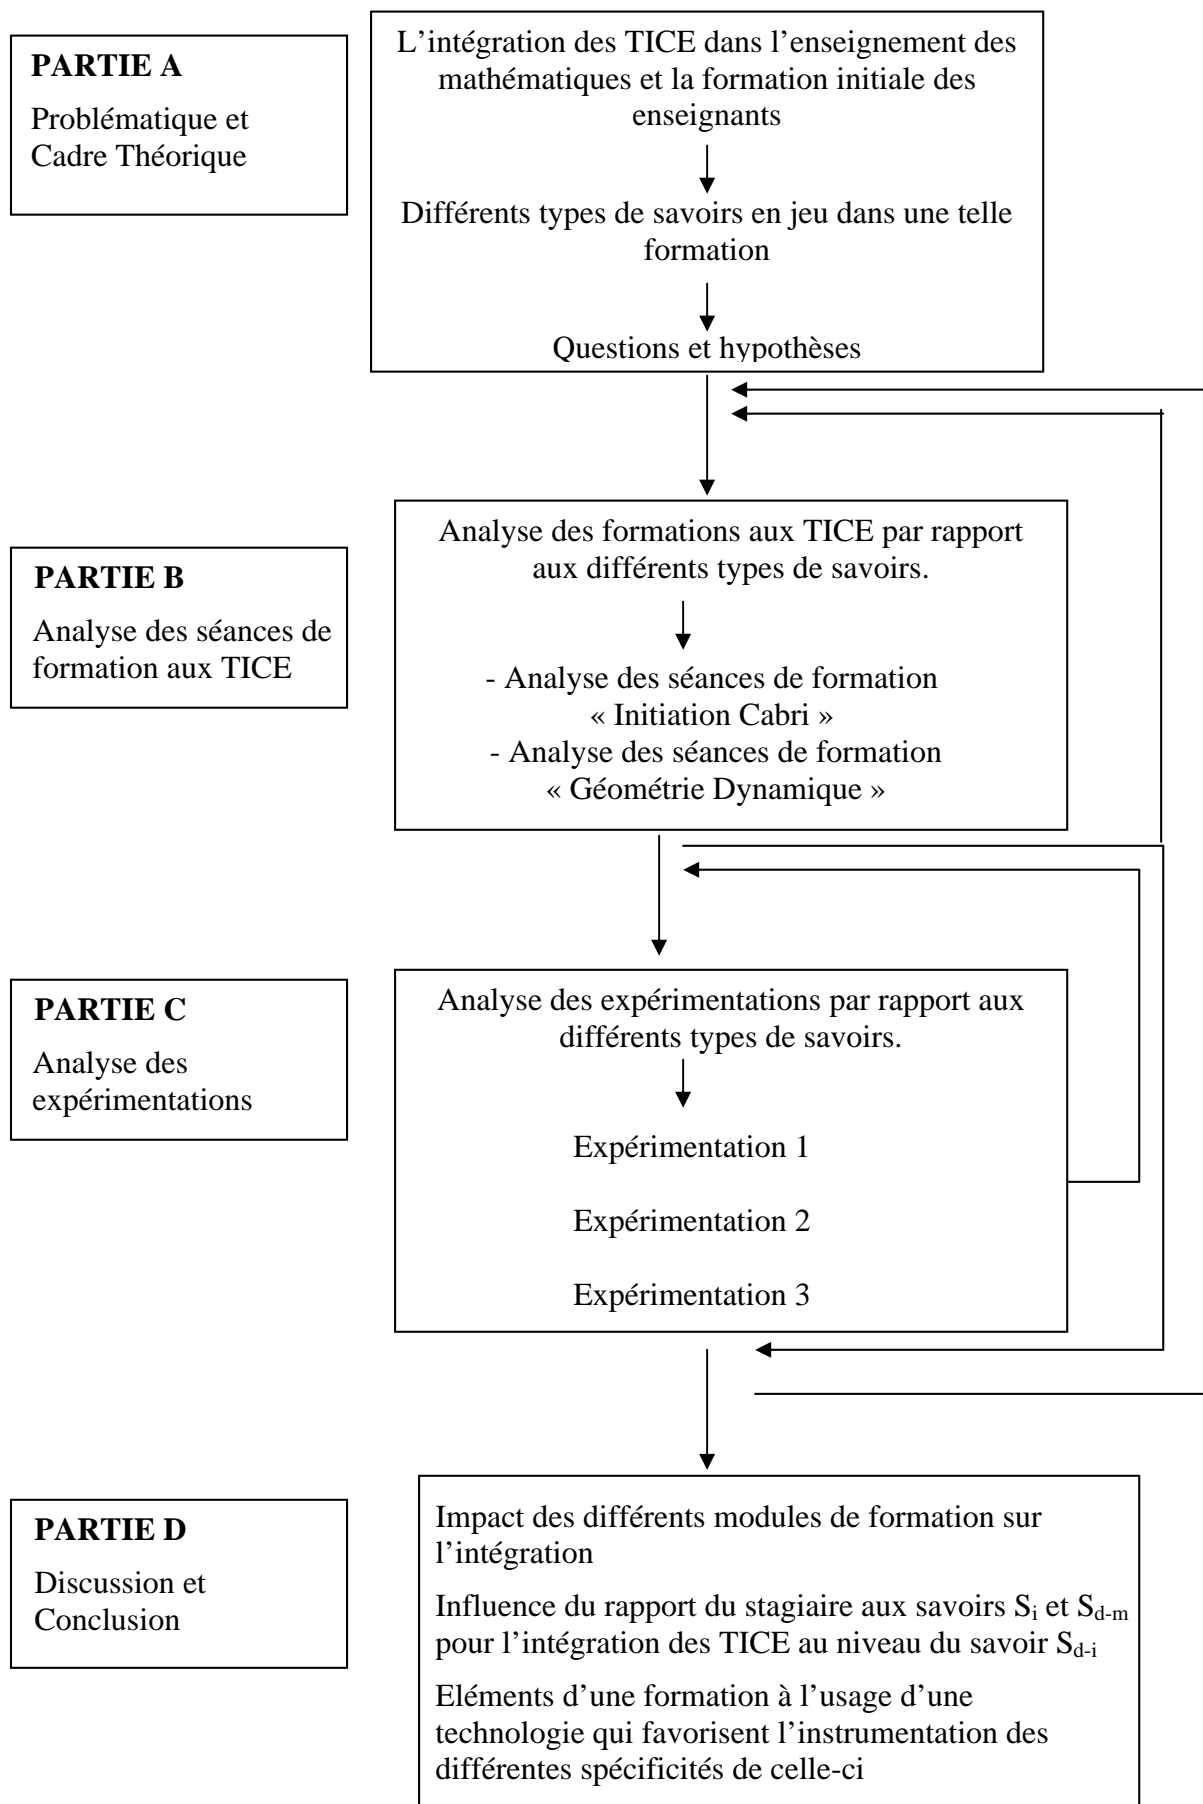 PARTIE A
Problématique et
Cadre Théorique
L’intégration des TICE dans l’enseignement des
mathématiques et la formation initiale des
enseignants
Différents types de savoirs en jeu dans une telle
formation
Questions et hypothèses
PARTIE B
Analyse des séances de
formation aux TICE
Analyse des formations aux TICE par rapport
aux différents types de savoirs.
- Analyse des séances de formation
« Initiation Cabri »
- Analyse des séances de formation
« Géométrie Dynamique »
PARTIE C
Analyse des
expérimentations
Analyse des expérimentations par rapport aux
différents types de savoirs.
Expérimentation 1
Expérimentation 2
Expérimentation 3
PARTIE D
Discussion et
Conclusion
Impact des différents modules de formation sur
l’intégration
Influence du rapport du stagiaire aux savoirs Si et Sd-m
pour l’intégration des TICE au niveau du savoir Sd-i
Eléments d’une formation à l’usage d’une
technologie qui favorisent l’instrumentation des
différentes spécificités de celle-ci